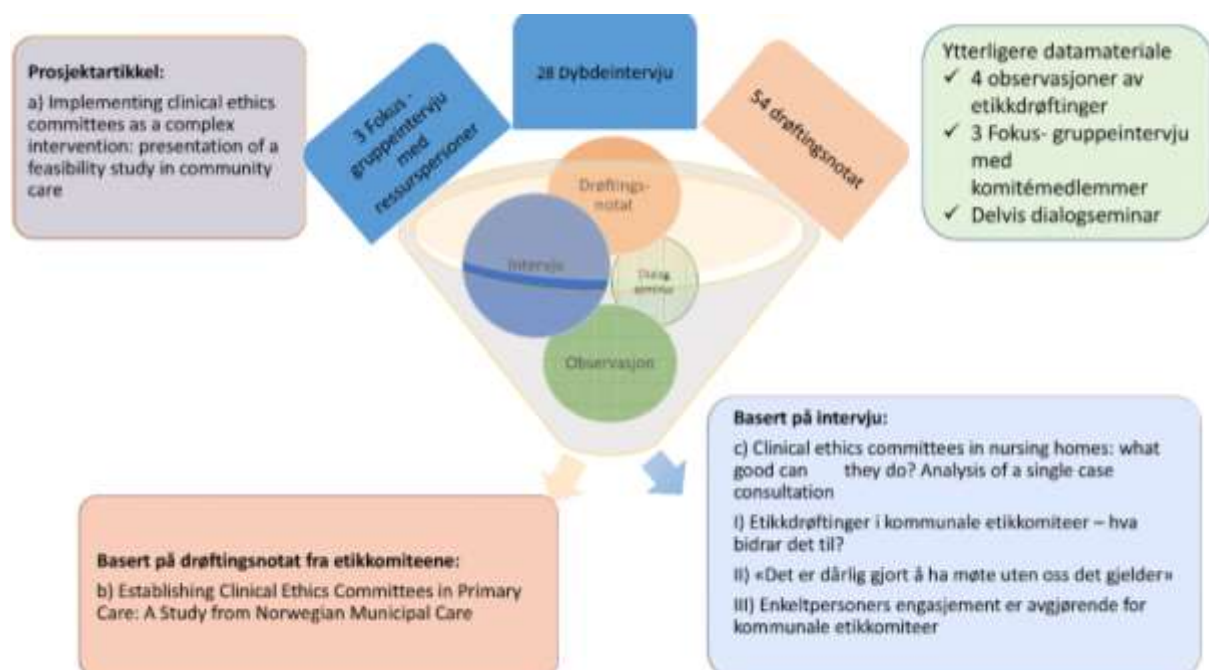 Prosjektartikkel:
a) Implementing clinical ethics
committees as a complex
intervention: presentation of a
feasibility study in community
care
3 Fokus -
gruppeintervju
med
ressurspersoner
28 Dybdeintervju
54 drøftingsnotat
Ytterligere datamateriale
✓ 4 observasjoner av
etikkdrøftinger
✓ 3 Fokus- gruppeintervju
med
komitémedlemmer
✓ Delvis dialogseminar
Drøftings-
notat
Intervju
Dialog
seminar
Observasjon
Basert på drøftingsnotat fra etikkomiteene:
b) Establishing Clinical Ethics Committees in Primary
Care: A Study from Norwegian Municipal Care
Basert på intervju:
c) Clinical ethics committees in nursing homes: what
good can they do? Analysis of a single case
consultation
I) Etikkdrøftinger i kommunale etikkomiteer – hva
bidrar det til?
II) «Det er dårlig gjort å ha møte uten oss det gjelder»
III) Enkeltpersoners engasjement er avgjørende for
kommunale etikkomiteer